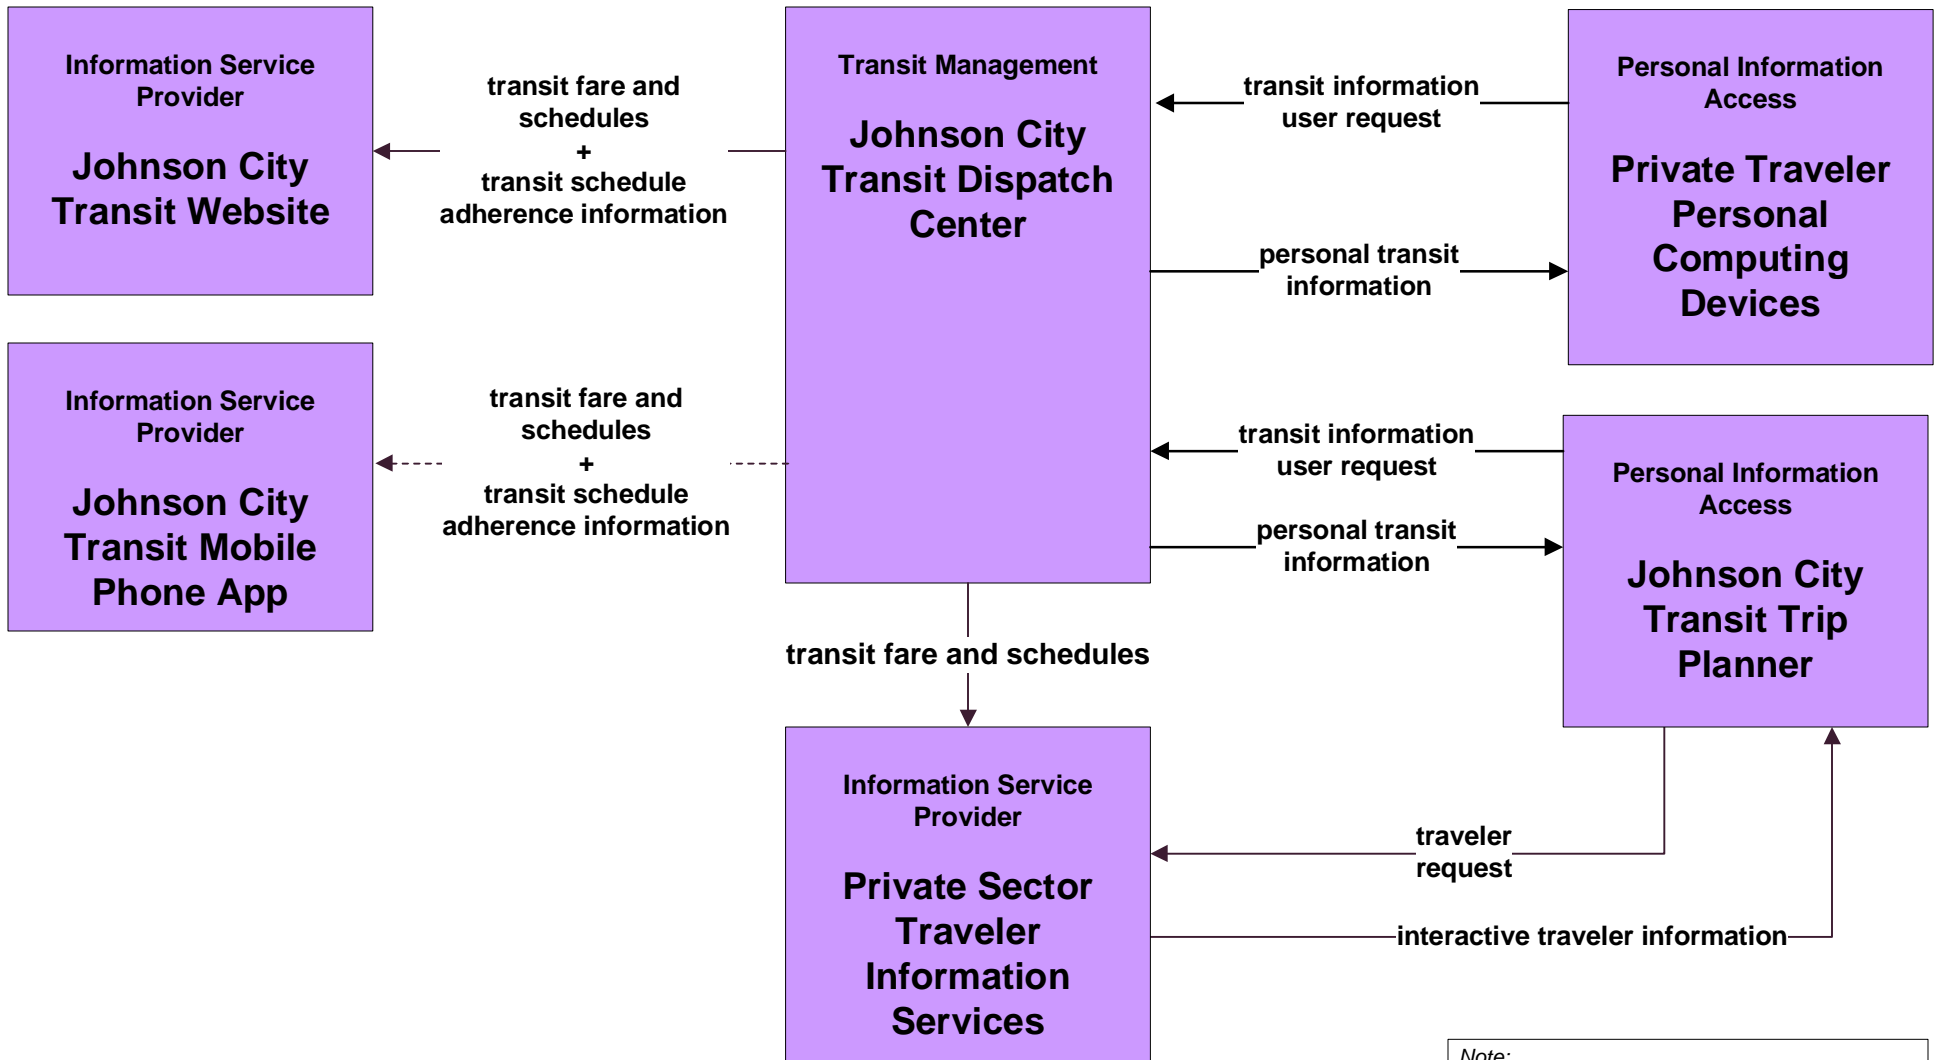 Information Service
Provider
Johnson City
Transit Website
transit fare and
schedules
+
transit schedule
adherence information
Transit Management
Johnson City
Transit Dispatch
Center
transit information
user request
personal transit
information
Personal Information
Access
Private Traveler
Personal
Computing
Devices
Information Service
Provider
Johnson City
Transit Mobile
Phone App
transit fare and
schedules
+
transit schedule
adherence information
transit information
user request
personal transit
information
Personal Information
Access
Johnson City
Transit Trip
Planner
transit fare and schedules
Information Service
Provider
Private Sector
Traveler
Information
Services
traveler
request
interactive traveler information
Note: